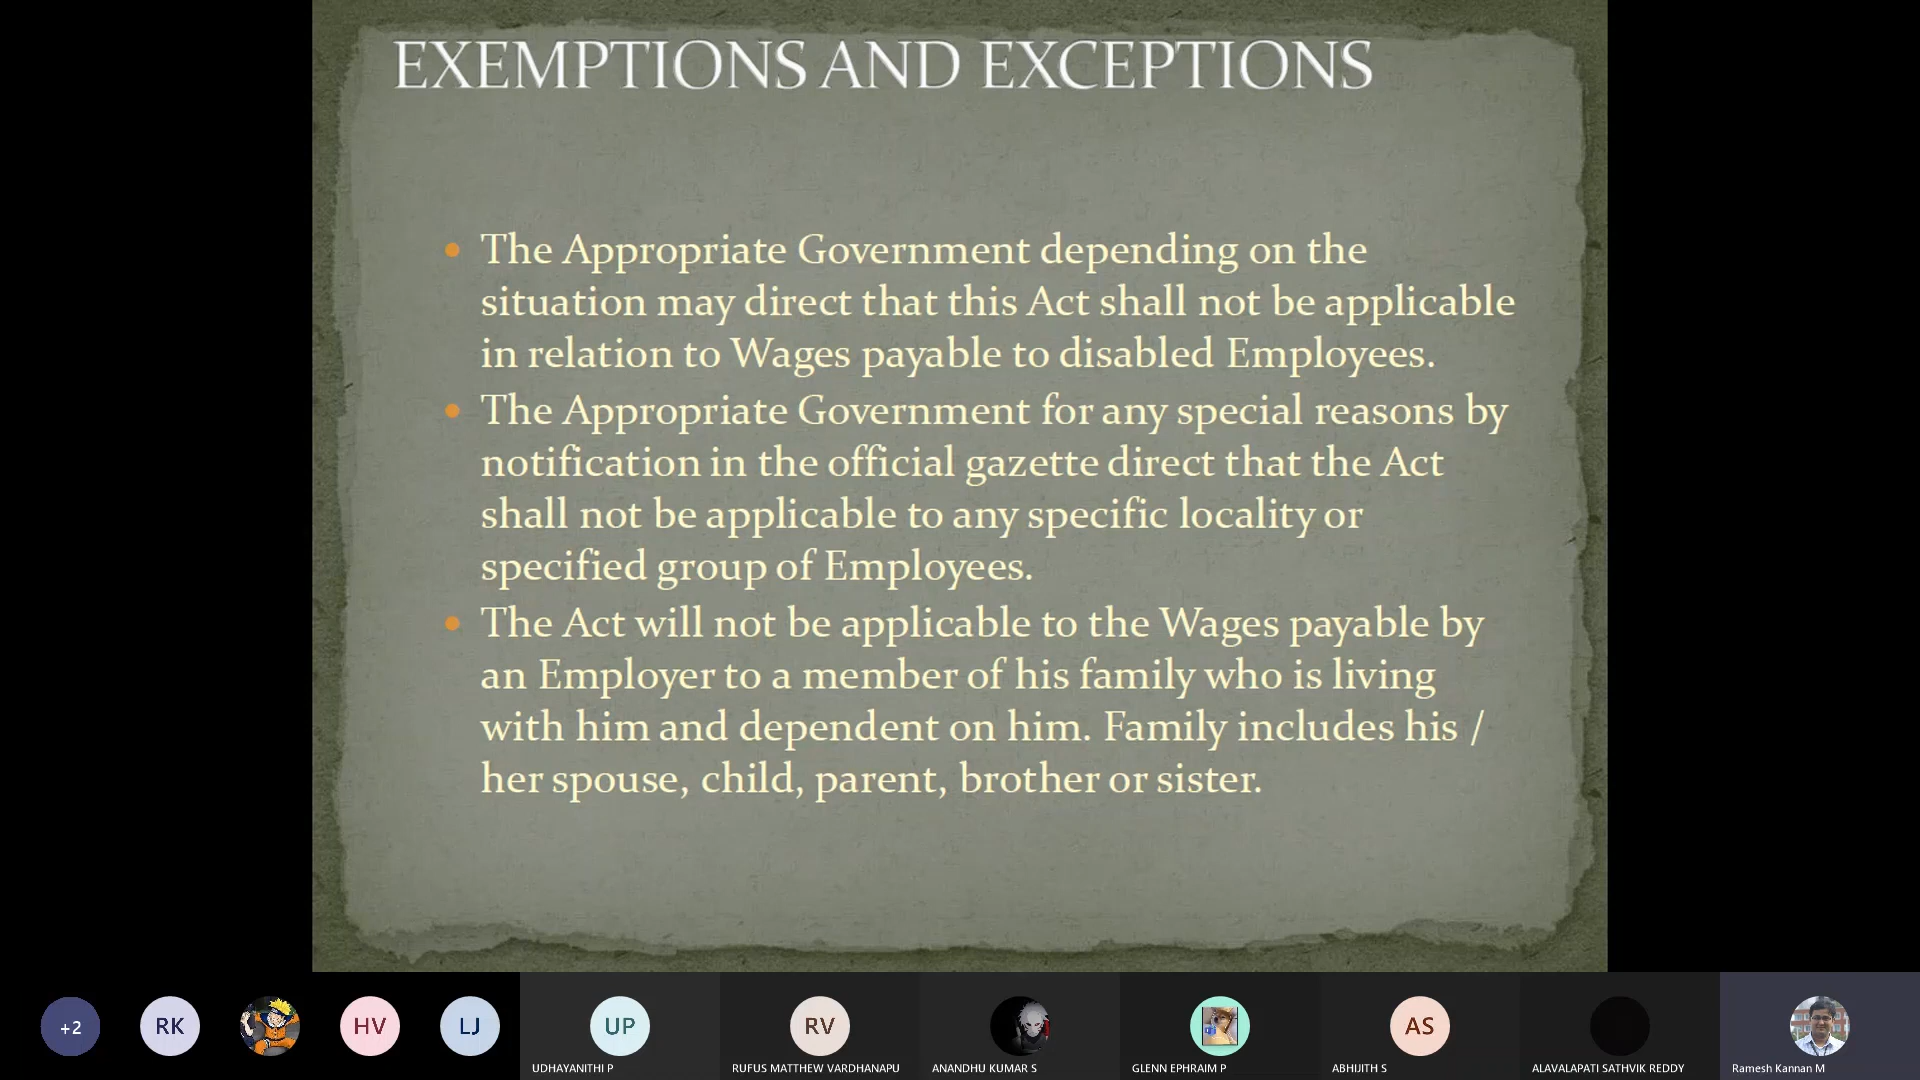 EXEMPTIONS AND EXCEPTIONS
• The Appropriate Government depending on the
situation may direct that this Act shall not be applicable
in relation to Wages payable to disabled Employees.
• The Appropriate Government for any special reasons by
notification in the official gazette direct that the Act
shall not be applicable to any specific locality or
specified group of Employees.
• The Act will not be applicable to the Wages payable by
an Employer to a member of his family who is living
with him and dependent on him. Family includes his /
her spouse, child, parent, brother or sister.
+2
RK
HV
LJ
UP
RV
AS
UDHAYANITHI P
RUFUS MATTHEW VARDHANAPU
ANANDHU KUMAR S
GLENN EPHRAIM P
ABHIJITH S
ALAVALAPATI SATHVIK REDDY
Ramesh Kannan M